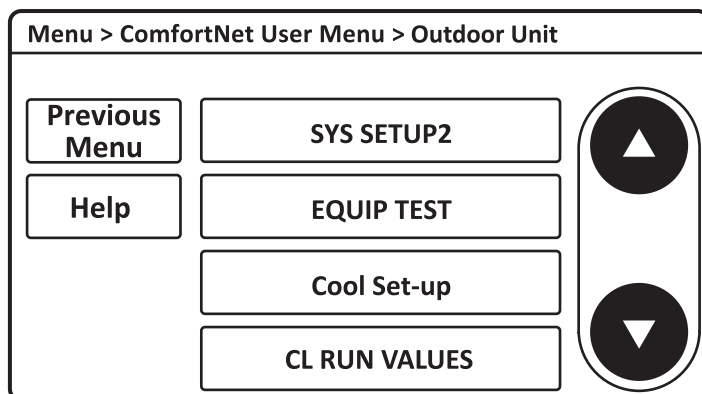 Menu > ComfortNet User Menu > Outdoor Unit
Previous
Menu
SYS SETUP2
Help
EQUIP TEST
Cool Set-up
CL RUN VALUES